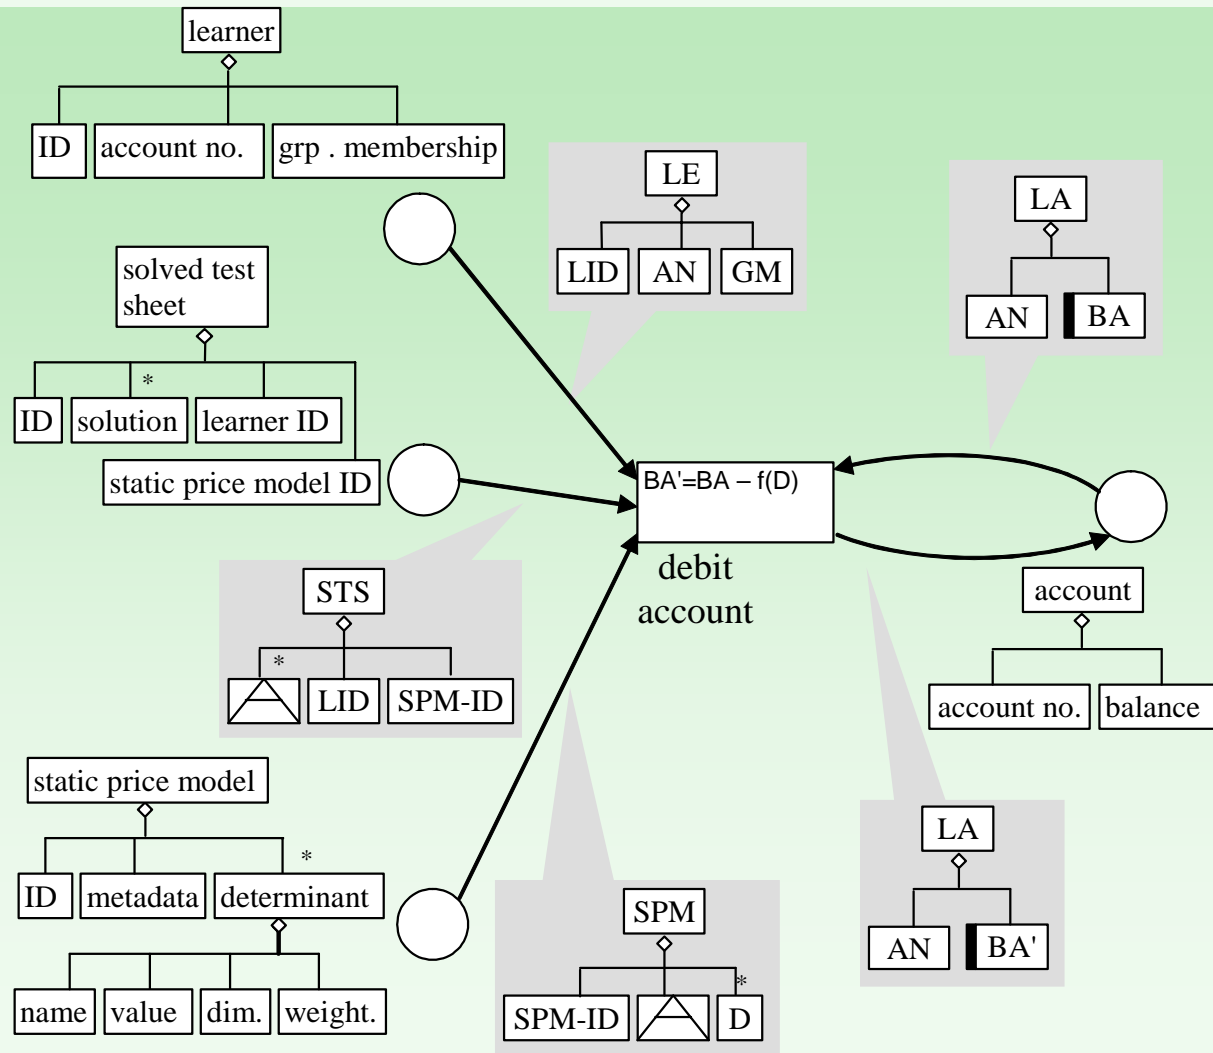 learner
ID
account no.
grp . membership
LE
LID
AN
GM
LA
AN
BA
solved test
sheet
*
ID
solution
learner ID
static price model ID
BA'=BA – f(D)
debit
account
STS
*
LID
SPM-ID
account
account no.
balance
static price model
*
ID
metadata
determinant
name
value
dim.
weight.
SPM
*
SPM-ID
D
LA
AN
BA'